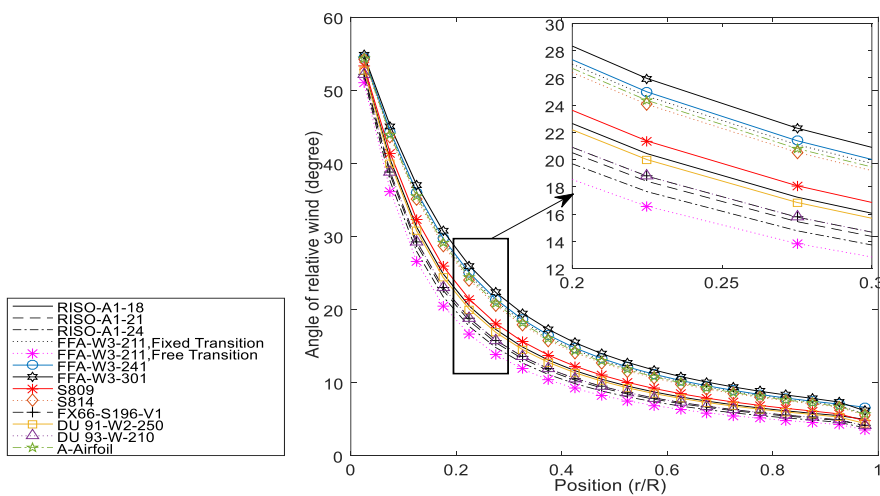 60
50
40
30
20
10
0
Angle of relative wind (degree)
0
0.2
0.4
0.6
0.8
1
Position (r/R)
30
28
26
24
22
20
18
16
14
12
0.2
0.25
0.3
RISO-A1-18
RISO-A1-21
RISO-A1-24
FFA-W3-211,Fixed Transition
FFA-W3-211,Free Transition
FFA-W3-241
FFA-W3-301
S809
S814
FX66-S196-V1
DU 91-W2-250
DU 93-W-210
A-Airfoil